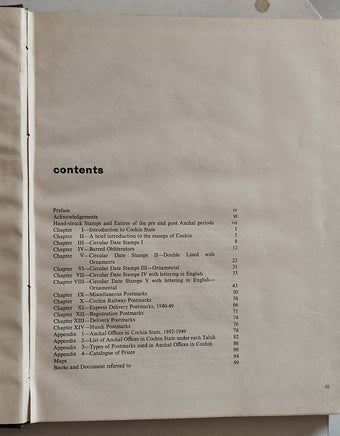 contents
Preface iv
Acknowledgements vi
Hand-struck Stamps and Entires of the pre and post Anchal periods vii
Chapter I—Introduction to Cochin State 1
Chapter II—A brief introduction to the stamps of Cochin 5
Chapter III—Circular Date Stamps I 8
Chapter IV—Barred Obliterators 12
Chapter V—Circular Date Stamps II—Double Lined with
Ornaments 22
Chapter VI—Circular Date Stamps III—Ornamental 31
Chapter VII—Circular Date Stamps IV with lettering in English 33
Chapter VIII—Circular Date Stamps V with lettering in English—
Ornamental 43
Chapter IX—Miscellaneous Postmarks 50
Chapter X—Cochin Railway Postmarks 58
Chapter XI—Express Delivery Postmarks, 1940-49 66
Chapter XII—Registration Postmarks 71
Chapter XIII—Delivery Postmarks 74
Chapter XIV—Hundi Postmarks 76
Appendix 1—Anchal Offices in Cochin State, 1892-1949 78
Appendix 2—List of Anchal Offices in Cochin State under each Taluk 82
Appendix 3—Types of Postmarks used in Anchal Offices in Cochin 86
Appendix 4—Catalogue of Prices 90
Maps 94
Books and Document referred to 99
iii